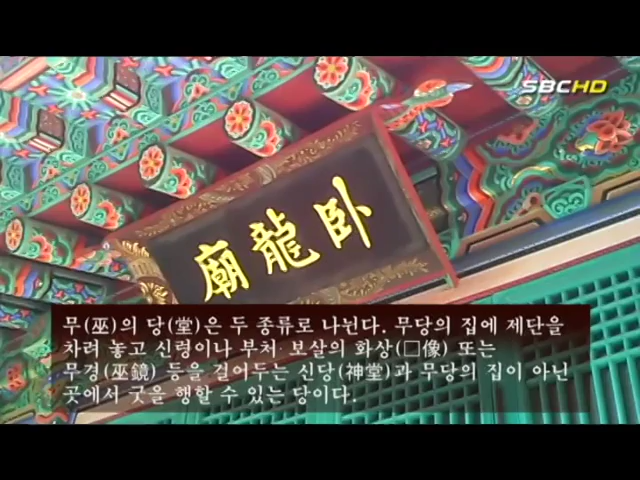 SBCHD
廟龍臥
무(巫)의 당(堂)은 두 종류로 나뉜다. 무당의 집에 제단을
차려 놓고 신령이나 부처·보살의 화상(□像) 또는
무경(巫鏡) 등을 걸어두는 신당(神堂)과 무당의 집이 아닌
곳에서 굿을 행할 수 있는 당이다.